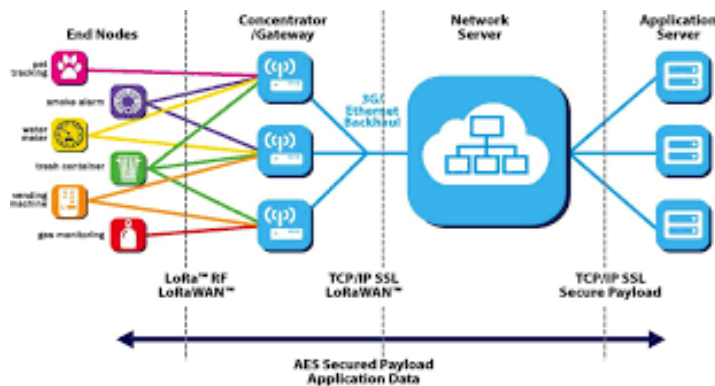 End Nodes
Concentrator
/Gateway
Network
Server
Application
Server
pet
tracking
smoke alarm
water
meter
trash container
vending
machine
gas monitoring
3G/
Ethernet
Backhaul
LoRa™ RF
LoRaWAN™
TCP/IP SSL
LoRaWAN™
TCP/IP SSL
Secure Payload
AES Secured Payload
Application Data